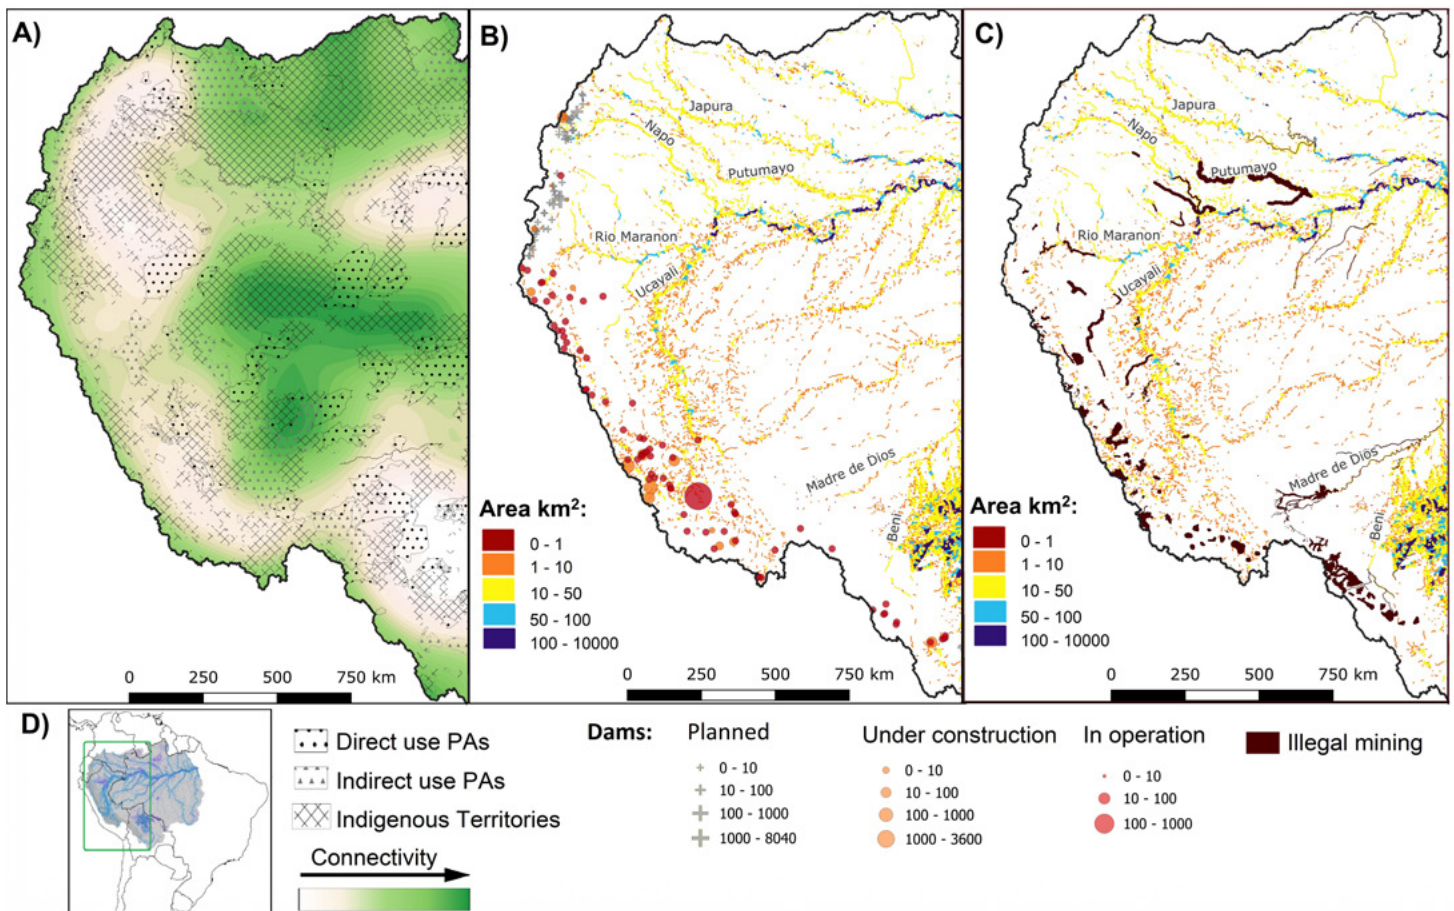 A)
B)
C)
Japura
Napo
Putumayo
Rio Maranon
Ucayali
Madre de Dios
Beni
Japura
Napo
Putumayo
Rio Maranon
Ucayali
Madre de Dios
Beni
Area km²:
0 - 1
1 - 10
10 - 50
50 - 100
100 - 10000
Area km²:
0 - 1
1 - 10
10 - 50
50 - 100
100 - 10000
0 250 500 750 km
0 250 500 750 km
0 250 500 750 km
D)
Direct use PAs
Indirect use PAs
Indigenous Territories
Connectivity
Dams:
Planned
0 - 10
10 - 100
100 - 1000
1000 - 8040
Under construction
0 - 10
10 - 100
100 - 1000
1000 - 3600
In operation
0 - 10
10 - 100
100 - 1000
Illegal mining